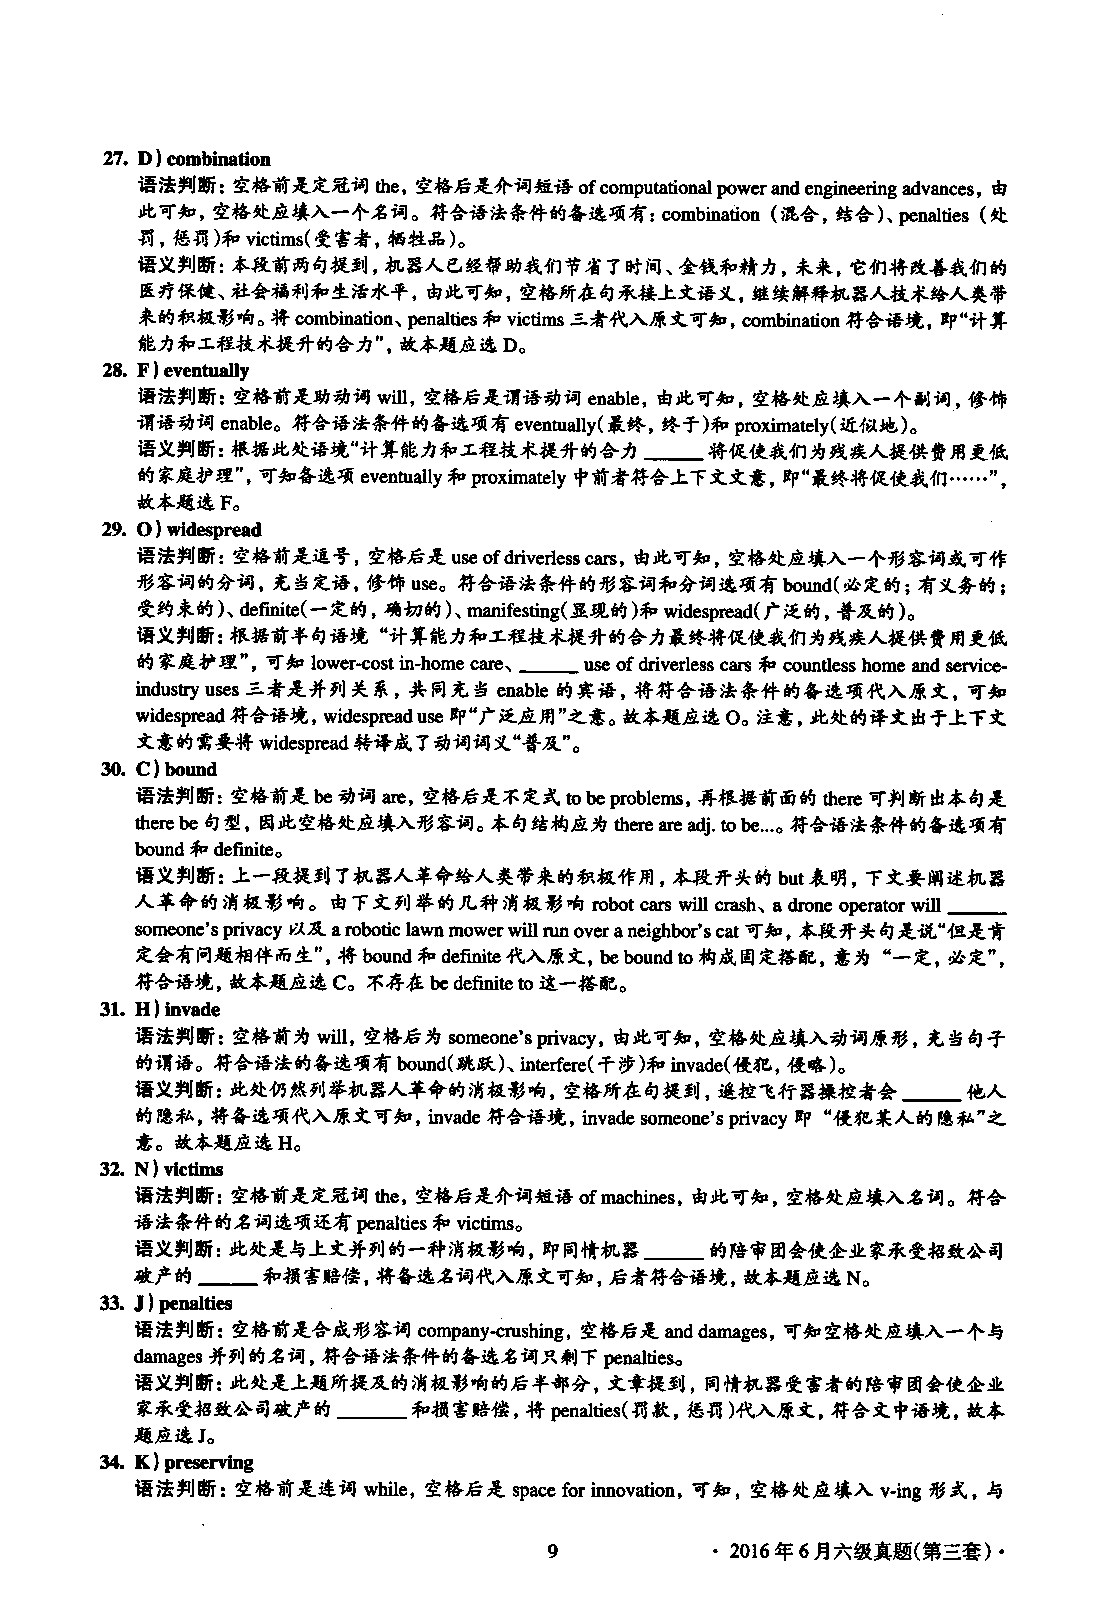 27. D) combination
语法判断：空格前是定冠词 the，空格后是介词短语 of computational power and engineering advances，由
此可知，空格处应填入一个名词。符合语法条件的备选项有：combination（混合，结合）、penalties（处
罚，惩罚）和 victims(受害者，牺牲品)。
语义判断：本段前两句提到，机器人已经帮助我们节省了时间、金钱和精力，未来，它们将改善我们的
医疗保健、社会福利和生活水平，由此可知，空格所在句承接上文语义，继续解释机器人技术给人类带
来的积极影响。将 combination、penalties 和 victims 三者代入原文可知，combination 符合语境，即“计算
能力和工程技术提升的合力”，故本题应选 D。
28. F) eventually
语法判断：空格前是助动词 will，空格后是谓语动词 enable，由此可知，空格处应填入一个副词，修饰
谓语动词 enable。符合语法条件的备选项有 eventually(最终，终于)和 proximately(近似地)。
语义判断：根据此处语境“计算能力和工程技术提升的合力 ______ 将促使我们为残疾人提供费用更低
的家庭护理”，可知备选项 eventually 和 proximately 中前者符合上下文文意，即“最终将促使我们……”，
故本题选 F。
29. O) widespread
语法判断：空格前是逗号，空格后是 use of driverless cars，由此可知，空格处应填入一个形容词或可作
形容词的分词，充当定语，修饰 use。符合语法条件的形容词和分词选项有 bound(必定的；有义务的；
受约束的)、definite(一定的，确切的)、manifesting(显现的)和 widespread(广泛的，普及的)。
语义判断：根据前半句语境“计算能力和工程技术提升的合力最终将促使我们为残疾人提供费用更低
的家庭护理”，可知 lower-cost in-home care、______ use of driverless cars 和 countless home and service-
industry uses 三者是并列关系，共同充当 enable 的宾语，将符合语法条件的备选项代入原文，可知
widespread 符合语境，widespread use 即“广泛应用”之意。故本题应选 O。注意，此处的译文出于上下文
文意的需要将 widespread 转译成了动词词义“普及”。
30. C) bound
语法判断：空格前是 be 动词 are，空格后是不定式 to be problems，再根据前面的 there 可判断出本句是
there be 句型，因此空格处应填入形容词。本句结构应为 there are adj. to be...。符合语法条件的备选项有
bound 和 definite。
语义判断：上一段提到了机器人革命给人类带来的积极作用，本段开头的 but 表明，下文要阐述机器
人革命的消极影响。由下文列举的几种消极影响 robot cars will crash、a drone operator will ______
someone's privacy 以及 a robotic lawn mower will run over a neighbor's cat 可知，本段开头句是说“但是肯
定会有问题相伴而生”，将 bound 和 definite 代入原文，be bound to 构成固定搭配，意为“一定，必定”，
符合语境，故本题应选 C。不存在 be definite to 这一搭配。
31. H) invade
语法判断：空格前为 will，空格后为 someone's privacy，由此可知，空格处应填入动词原形，充当句子
的谓语。符合语法的备选项有 bound(跳跃)、interfere(干涉)和 invade(侵犯，侵略)。
语义判断：此处仍然列举机器人革命的消极影响，空格所在句提到，遥控飞行器操控者会 ______ 他人
的隐私，将备选项代入原文可知，invade 符合语境，invade someone's privacy 即“侵犯某人的隐私”之
意。故本题应选 H。
32. N) victims
语法判断：空格前是定冠词 the，空格后是介词短语 of machines，由此可知，空格处应填入名词。符合
语法条件的名词选项还有 penalties 和 victims。
语义判断：此处是与上文并列的一种消极影响，即同情机器 ______ 的陪审团会使企业家承受招致公司
破产的 ______ 和损害赔偿，将备选名词代入原文可知，后者符合语境，故本题应选 N。
33. J) penalties
语法判断：空格前是合成形容词 company-crushing，空格后是 and damages，可知空格处应填入一个与
damages 并列的名词，符合语法条件的备选名词只剩下 penalties。
语义判断：此处是上题所提及的消极影响的后半部分，文章提到，同情机器受害者的陪审团会使企业
家承受招致公司破产的 ______ 和损害赔偿，将 penalties(罚款，惩罚)代入原文，符合文中语境，故本
题应选 J。
34. K) preserving
语法判断：空格前是连词 while，空格后是 space for innovation，可知，空格处应填入 v-ing 形式，与
9
·2016 年 6 月六级真题(第三套)·